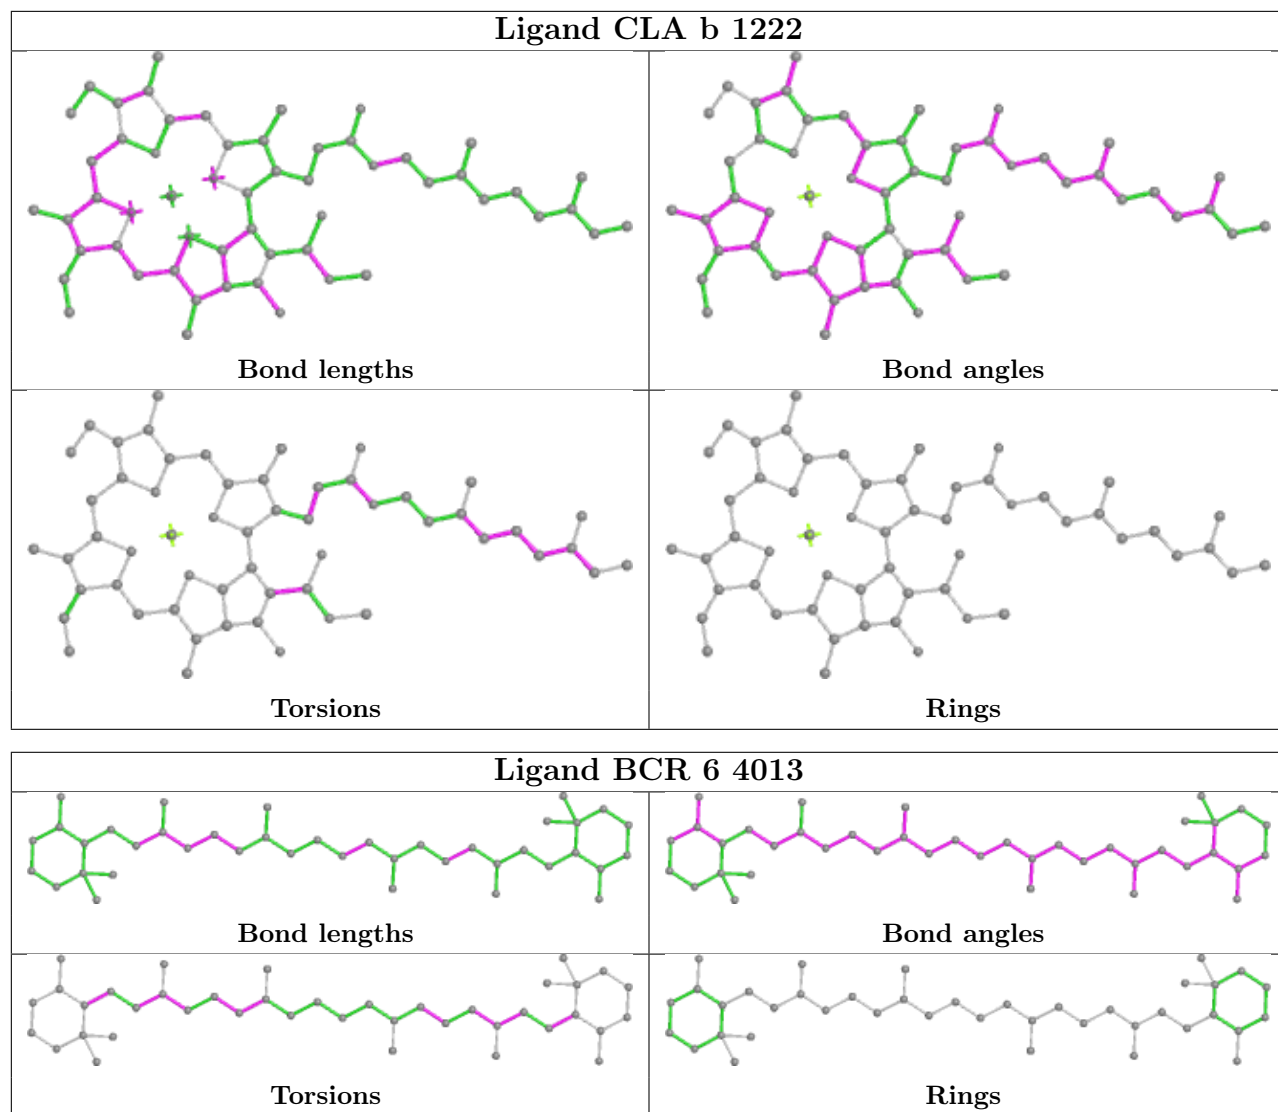 Ligand CLA b 1222
Bond lengths
Bond angles
Torsions
Rings
Ligand BCR 6 4013
Bond lengths
Bond angles
Torsions
Rings